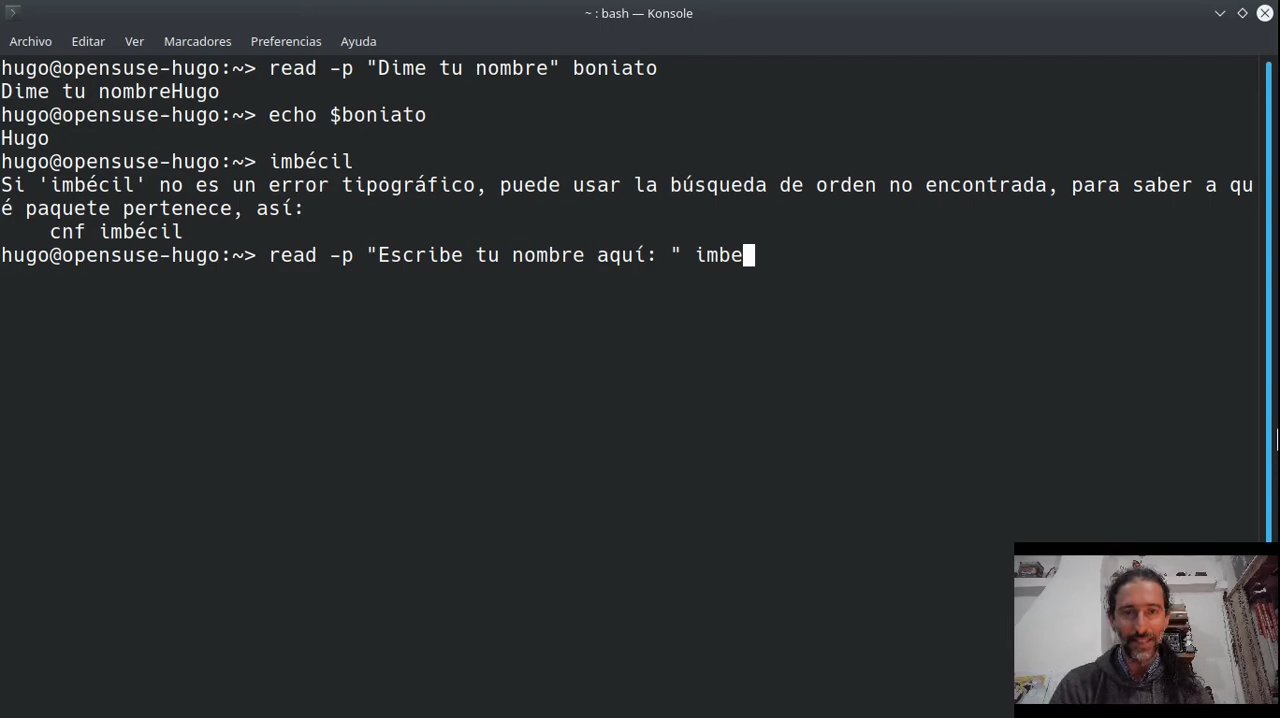 ~ : bash — Konsole
Archivo Editar Ver Marcadores Preferencias Ayuda
hugo@opensuse-hugo:~> read -p "Dime tu nombre" boniato
Dime tu nombreHugo
hugo@opensuse-hugo:~> echo $boniato
Hugo
hugo@opensuse-hugo:~> imbécil
Si 'imbécil' no es un error tipográfico, puede usar la búsqueda de orden no encontrada, para saber a qu
é paquete pertenece, así:
    cnf imbécil
hugo@opensuse-hugo:~> read -p "Escribe tu nombre aquí: " imbe